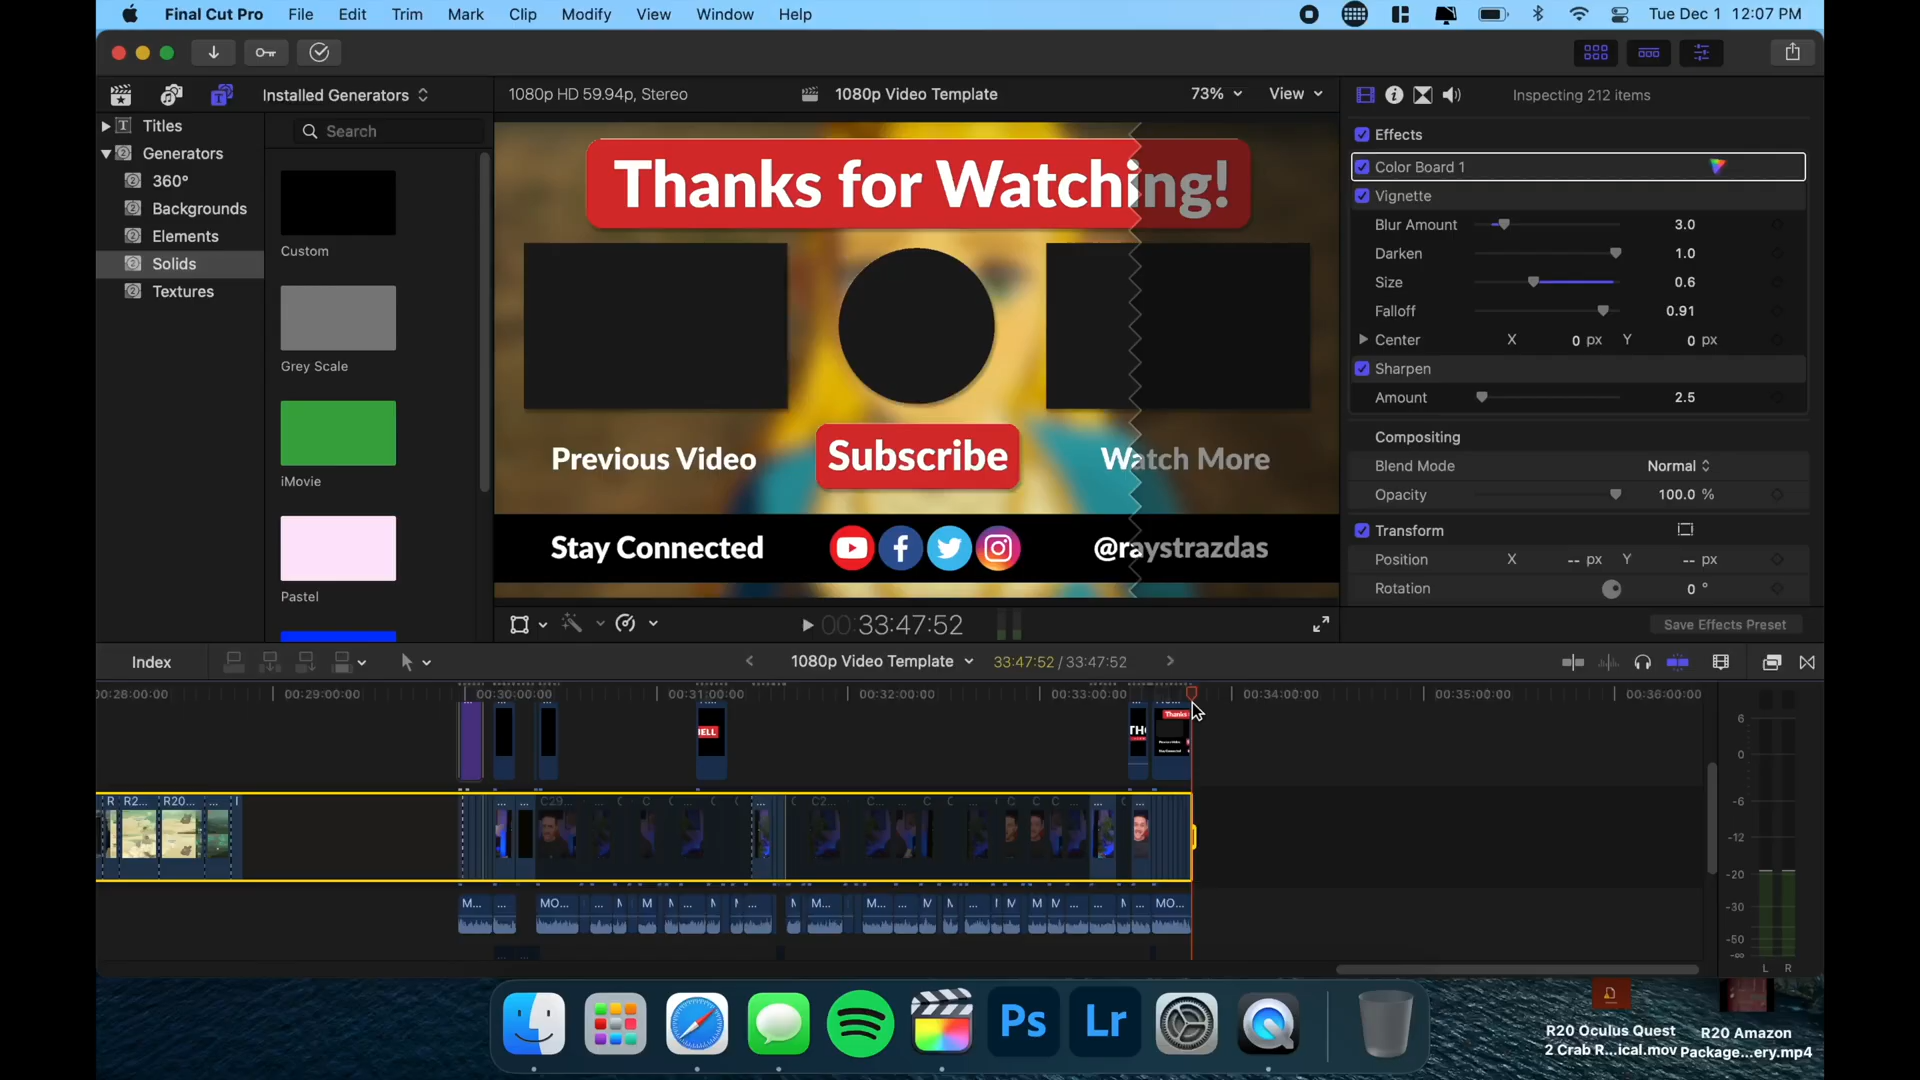 Final Cut Pro File Edit Trim Mark Clip Modify View Window Help Tue Dec 1 12:07 PM
Installed Generators
1080p HD 59.94p, Stereo
1080p Video Template
73%
View
Inspecting 212 items
Titles
Generators
360°
Backgrounds
Elements
Solids
Textures
Search
Custom
Grey Scale
iMovie
Pastel
Thanks for Watching!
Previous Video
Subscribe
Watch More
Stay Connected
@raystrazdas
Effects
Color Board 1
Vignette
Blur Amount 3.0
Darken 1.0
Size 0.6
Falloff 0.91
Center X 0 px Y 0 px
Sharpen
Amount 2.5
Compositing
Blend Mode Normal
Opacity 100.0 %
Transform
Position X -- px Y -- px
Rotation 0 °
Save Effects Preset
00:33:47:52
Index
1080p Video Template
33:47:52 / 33:47:52
00:28:00:00 00:29:00:00 00:30:00:00 00:31:00:00 00:32:00:00 00:33:00:00 00:34:00:00 00:35:00:00 00:36:00:00
R R2... R20...
M... ... MO...
6
0
-6
-12
-20
-30
-50
-∞
L R
Ps
Lr
R20 Oculus Quest
2 Crab R...ical.mov
R20 Amazon
Package...ery.mp4